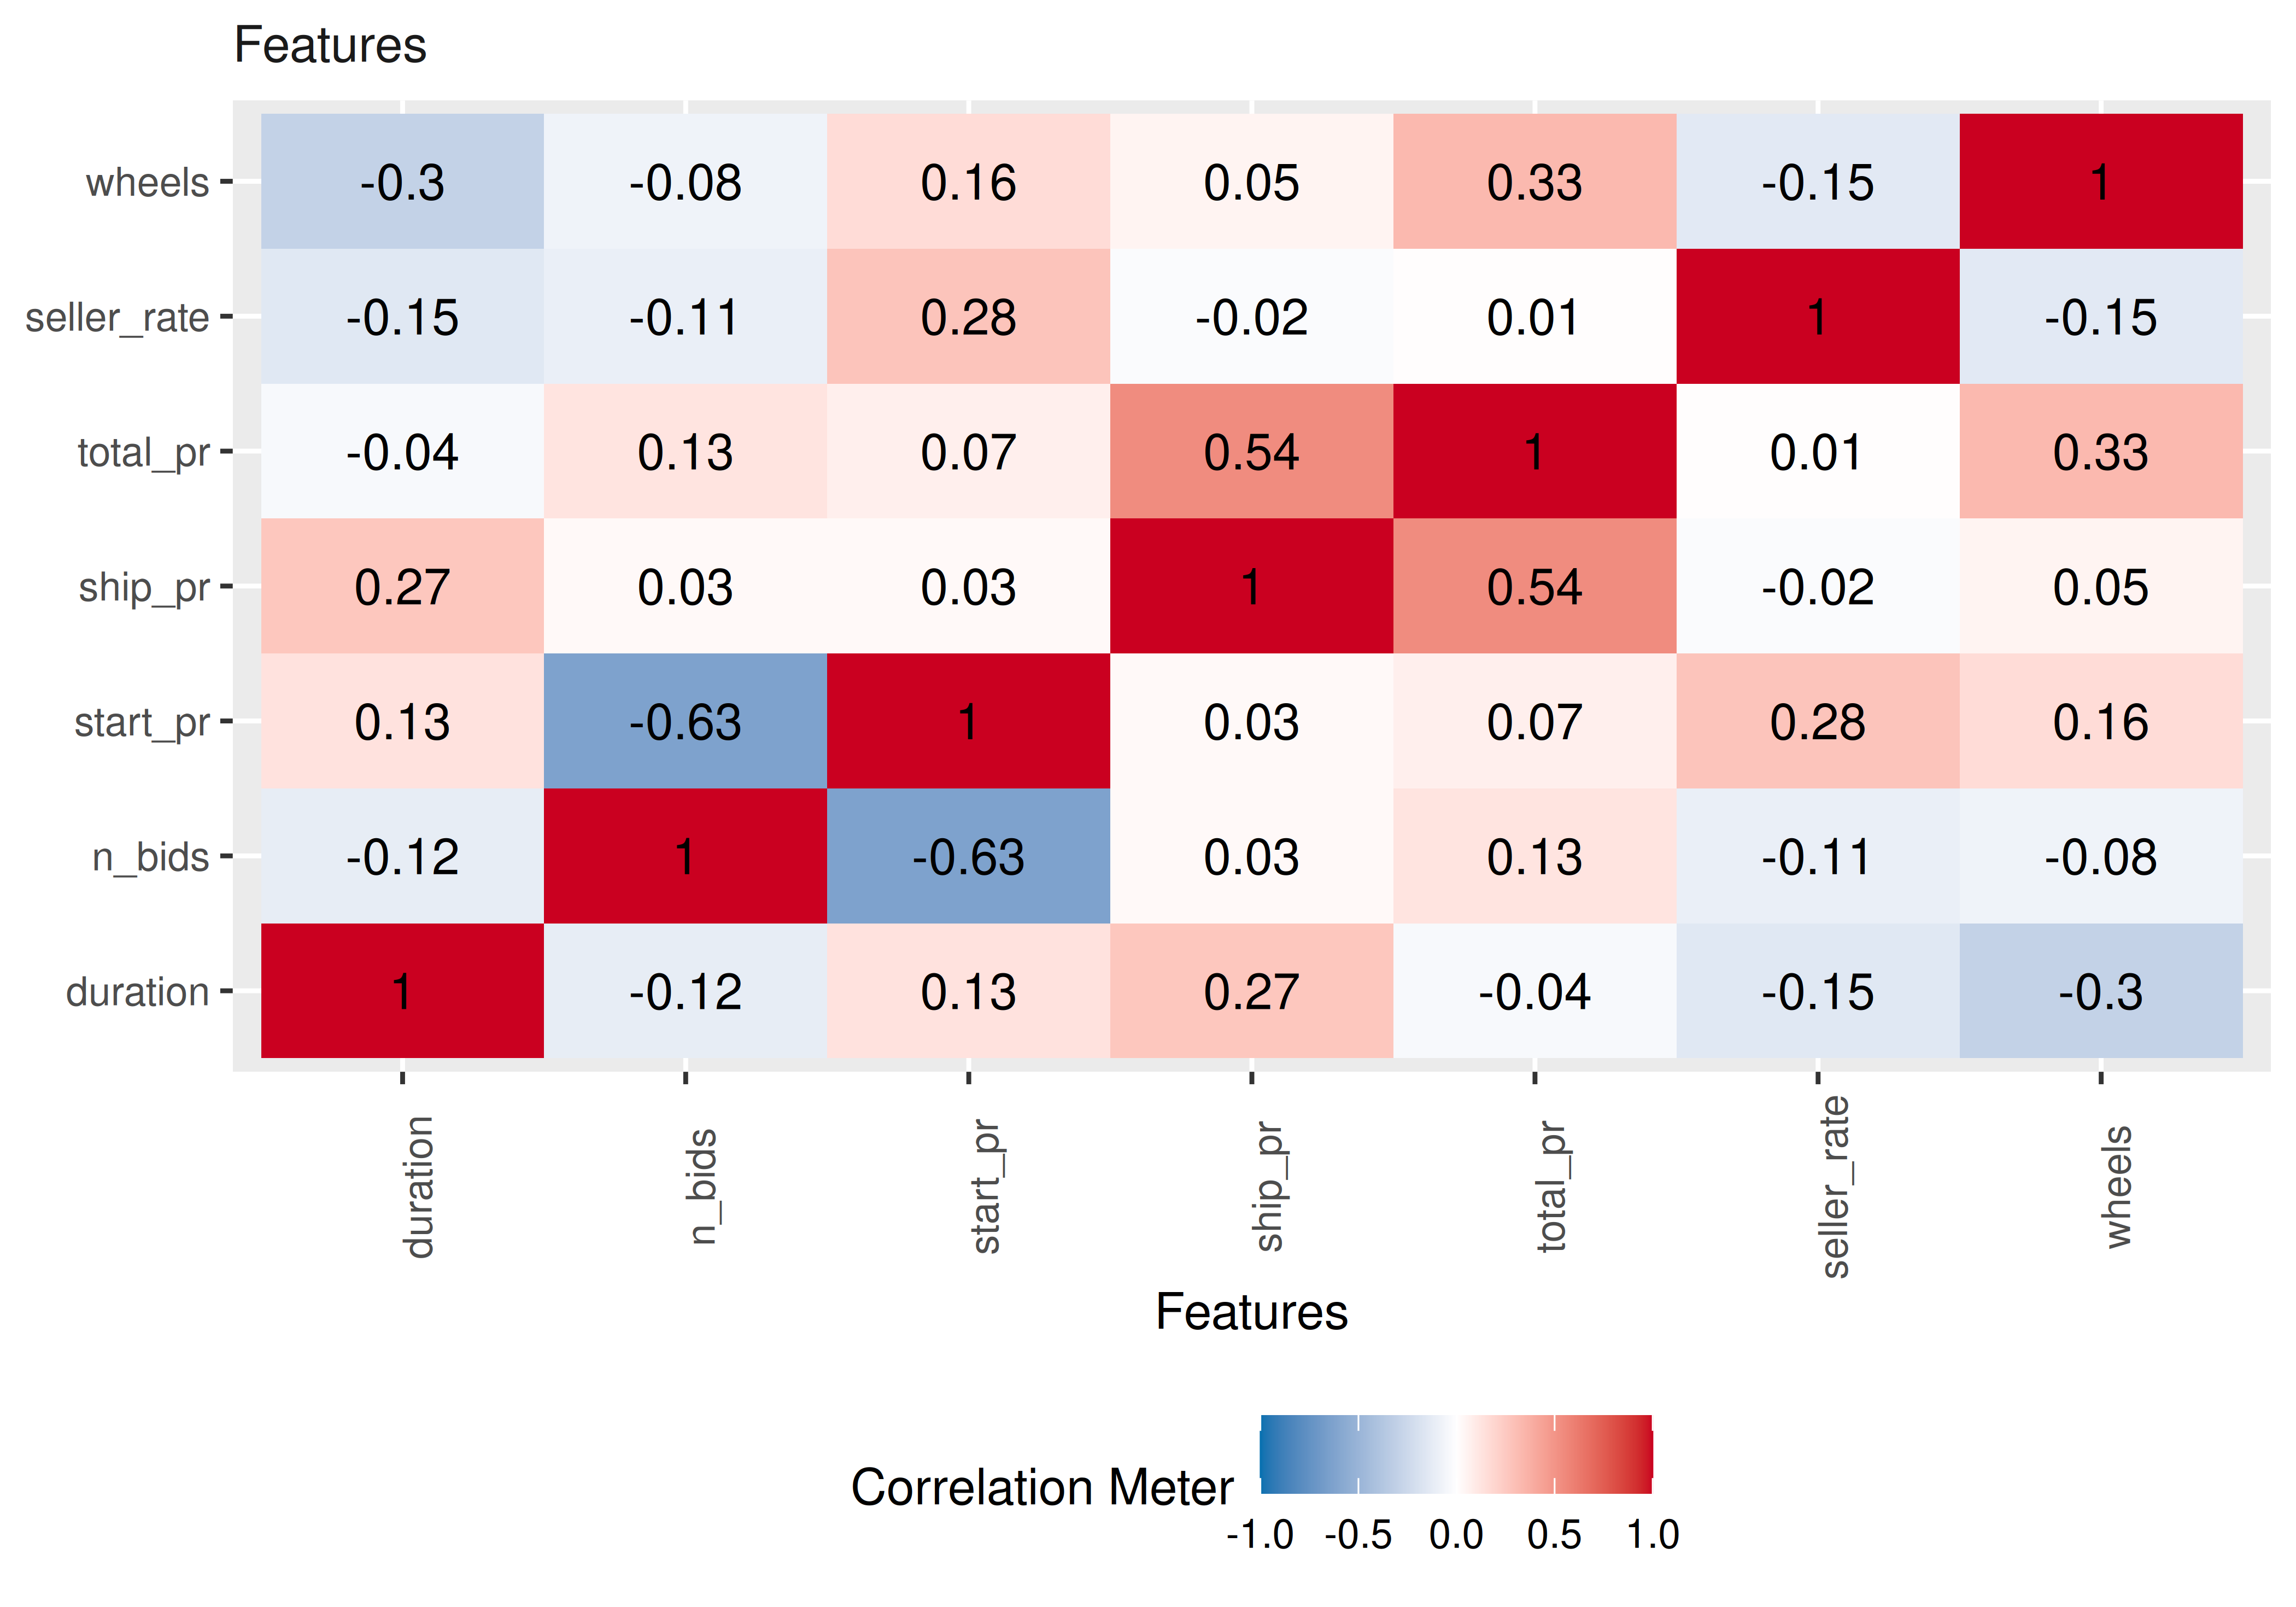 Features
wheels -0.3 -0.08 0.16 0.05 0.33 -0.15 1
seller_rate -0.15 -0.11 0.28 -0.02 0.01 1 -0.15
total_pr -0.04 0.13 0.07 0.54 1 0.01 0.33
ship_pr 0.27 0.03 0.03 1 0.54 -0.02 0.05
start_pr 0.13 -0.63 1 0.03 0.07 0.28 0.16
n_bids -0.12 1 -0.63 0.03 0.13 -0.11 -0.08
duration 1 -0.12 0.13 0.27 -0.04 -0.15 -0.3
duration n_bids start_pr ship_pr total_pr seller_rate wheels
Features
Correlation Meter
-1.0 -0.5 0.0 0.5 1.0